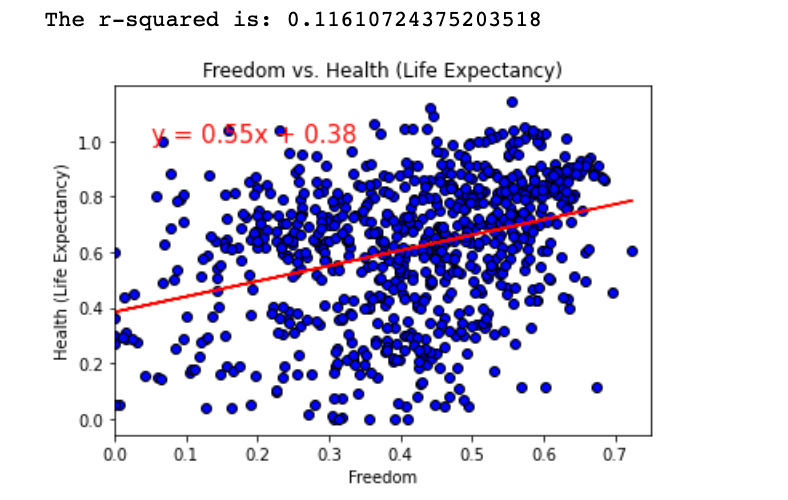 The r-squared is: 0.11610724375203518
Freedom vs. Health (Life Expectancy)
y = 0.55x + 0.38
Health (Life Expectancy)
1.0
0.8
0.6
0.4
0.2
0.0
0.0 0.1 0.2 0.3 0.4 0.5 0.6 0.7
Freedom